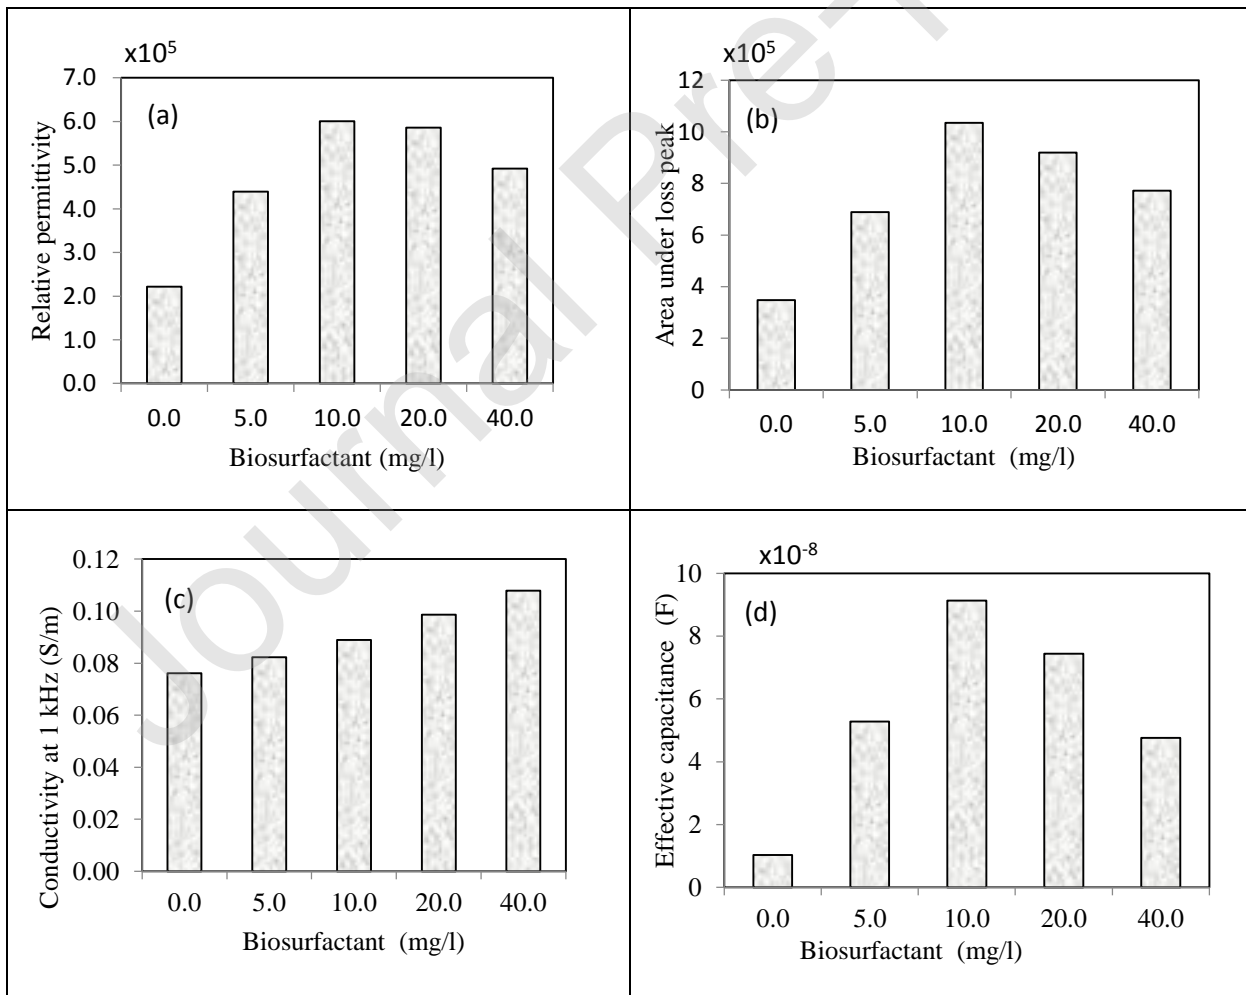 x10⁵
7.0
6.0
5.0
4.0
3.0
2.0
1.0
0.0
Relative permittivity
(a)
0.0 5.0 10.0 20.0 40.0
Biosurfactant (mg/l)
x10⁵
12
10
8
6
4
2
0
Area under loss peak
(b)
0.0 5.0 10.0 20.0 40.0
Biosurfactant (mg/l)
0.12
0.10
0.08
0.06
0.04
0.02
0.00
Conductivity at 1 kHz (S/m)
(c)
0.0 5.0 10.0 20.0 40.0
Biosurfactant (mg/l)
x10⁻⁸
10
8
6
4
2
0
Effective capacitance (F)
(d)
0.0 5.0 10.0 20.0 40.0
Biosurfactant (mg/l)
Journal Pre-